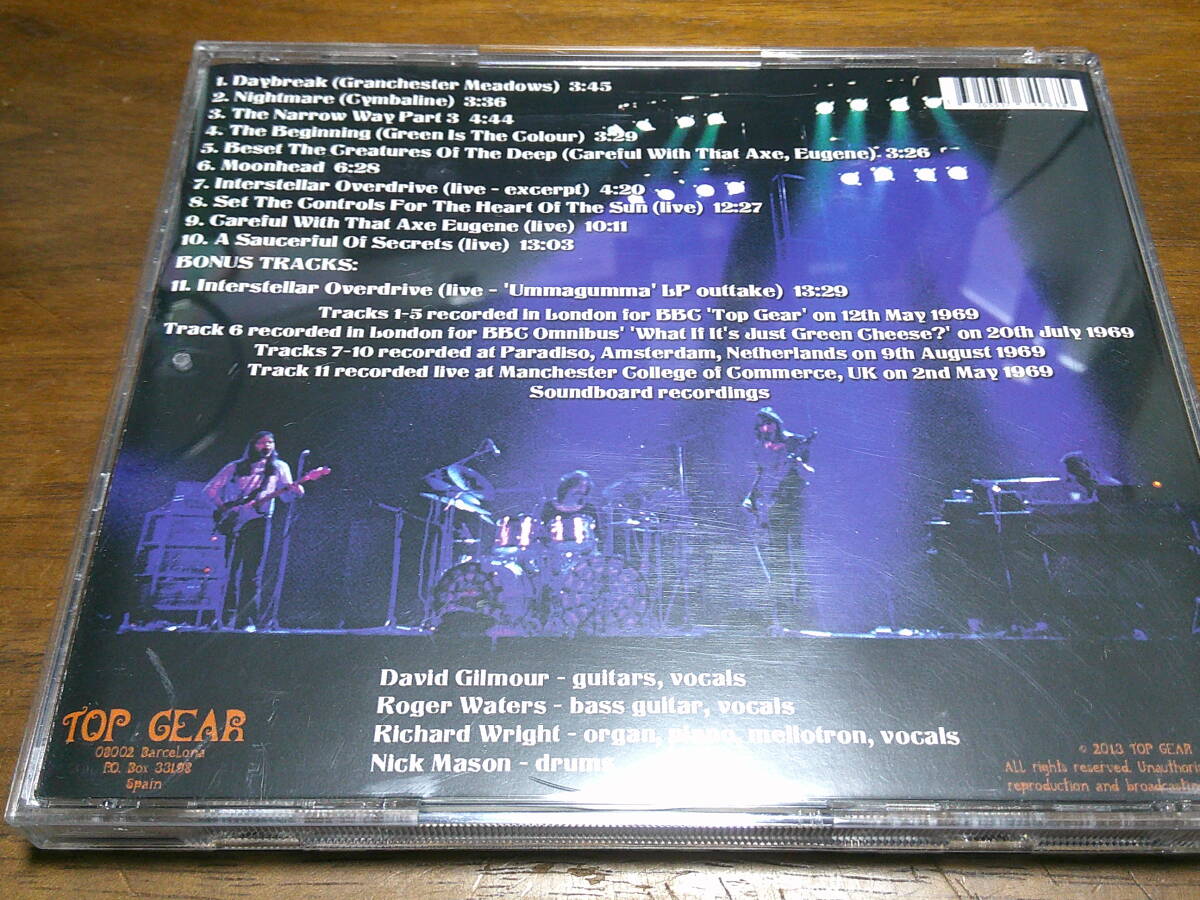 1. Daybreak (Granchester Meadows) 3:45
2. Nightmare (Cymbaline) 3:36
3. The Narrow Way Part 3 4:44
4. The Beginning (Green Is The Colour) 3:29
5. Beset The Creatures Of The Deep (Careful With That Axe, Eugene) 3:26
6. Moonhead 6:28
7. Interstellar Overdrive (live - excerpt) 4:20
8. Set The Controls For The Heart Of The Sun (live) 12:27
9. Careful With That Axe Eugene (live) 10:11
10. A Saucerful Of Secrets (live) 13:03
BONUS TRACKS:
11. Interstellar Overdrive (live - 'Ummagumma' LP outtake) 13:29
Tracks 1-5 recorded in London for BBC 'Top Gear' on 12th May 1969
Track 6 recorded in London for BBC Omnibus' 'What If It's Just Green Cheese?' on 20th July 1969
Tracks 7-10 recorded at Paradiso, Amsterdam, Netherlands on 9th August 1969
Track 11 recorded live at Manchester College of Commerce, UK on 2nd May 1969
Soundboard recordings
David Gilmour - guitars, vocals
Roger Waters - bass guitar, vocals
Richard Wright - organ, piano, mellotron, vocals
Nick Mason - drums
TOP GEAR
08002 Barcelona
P.O. Box 33198
Spain
© 2013 TOP GEAR
All rights reserved. Unauthoris
reproduction and broadcastin